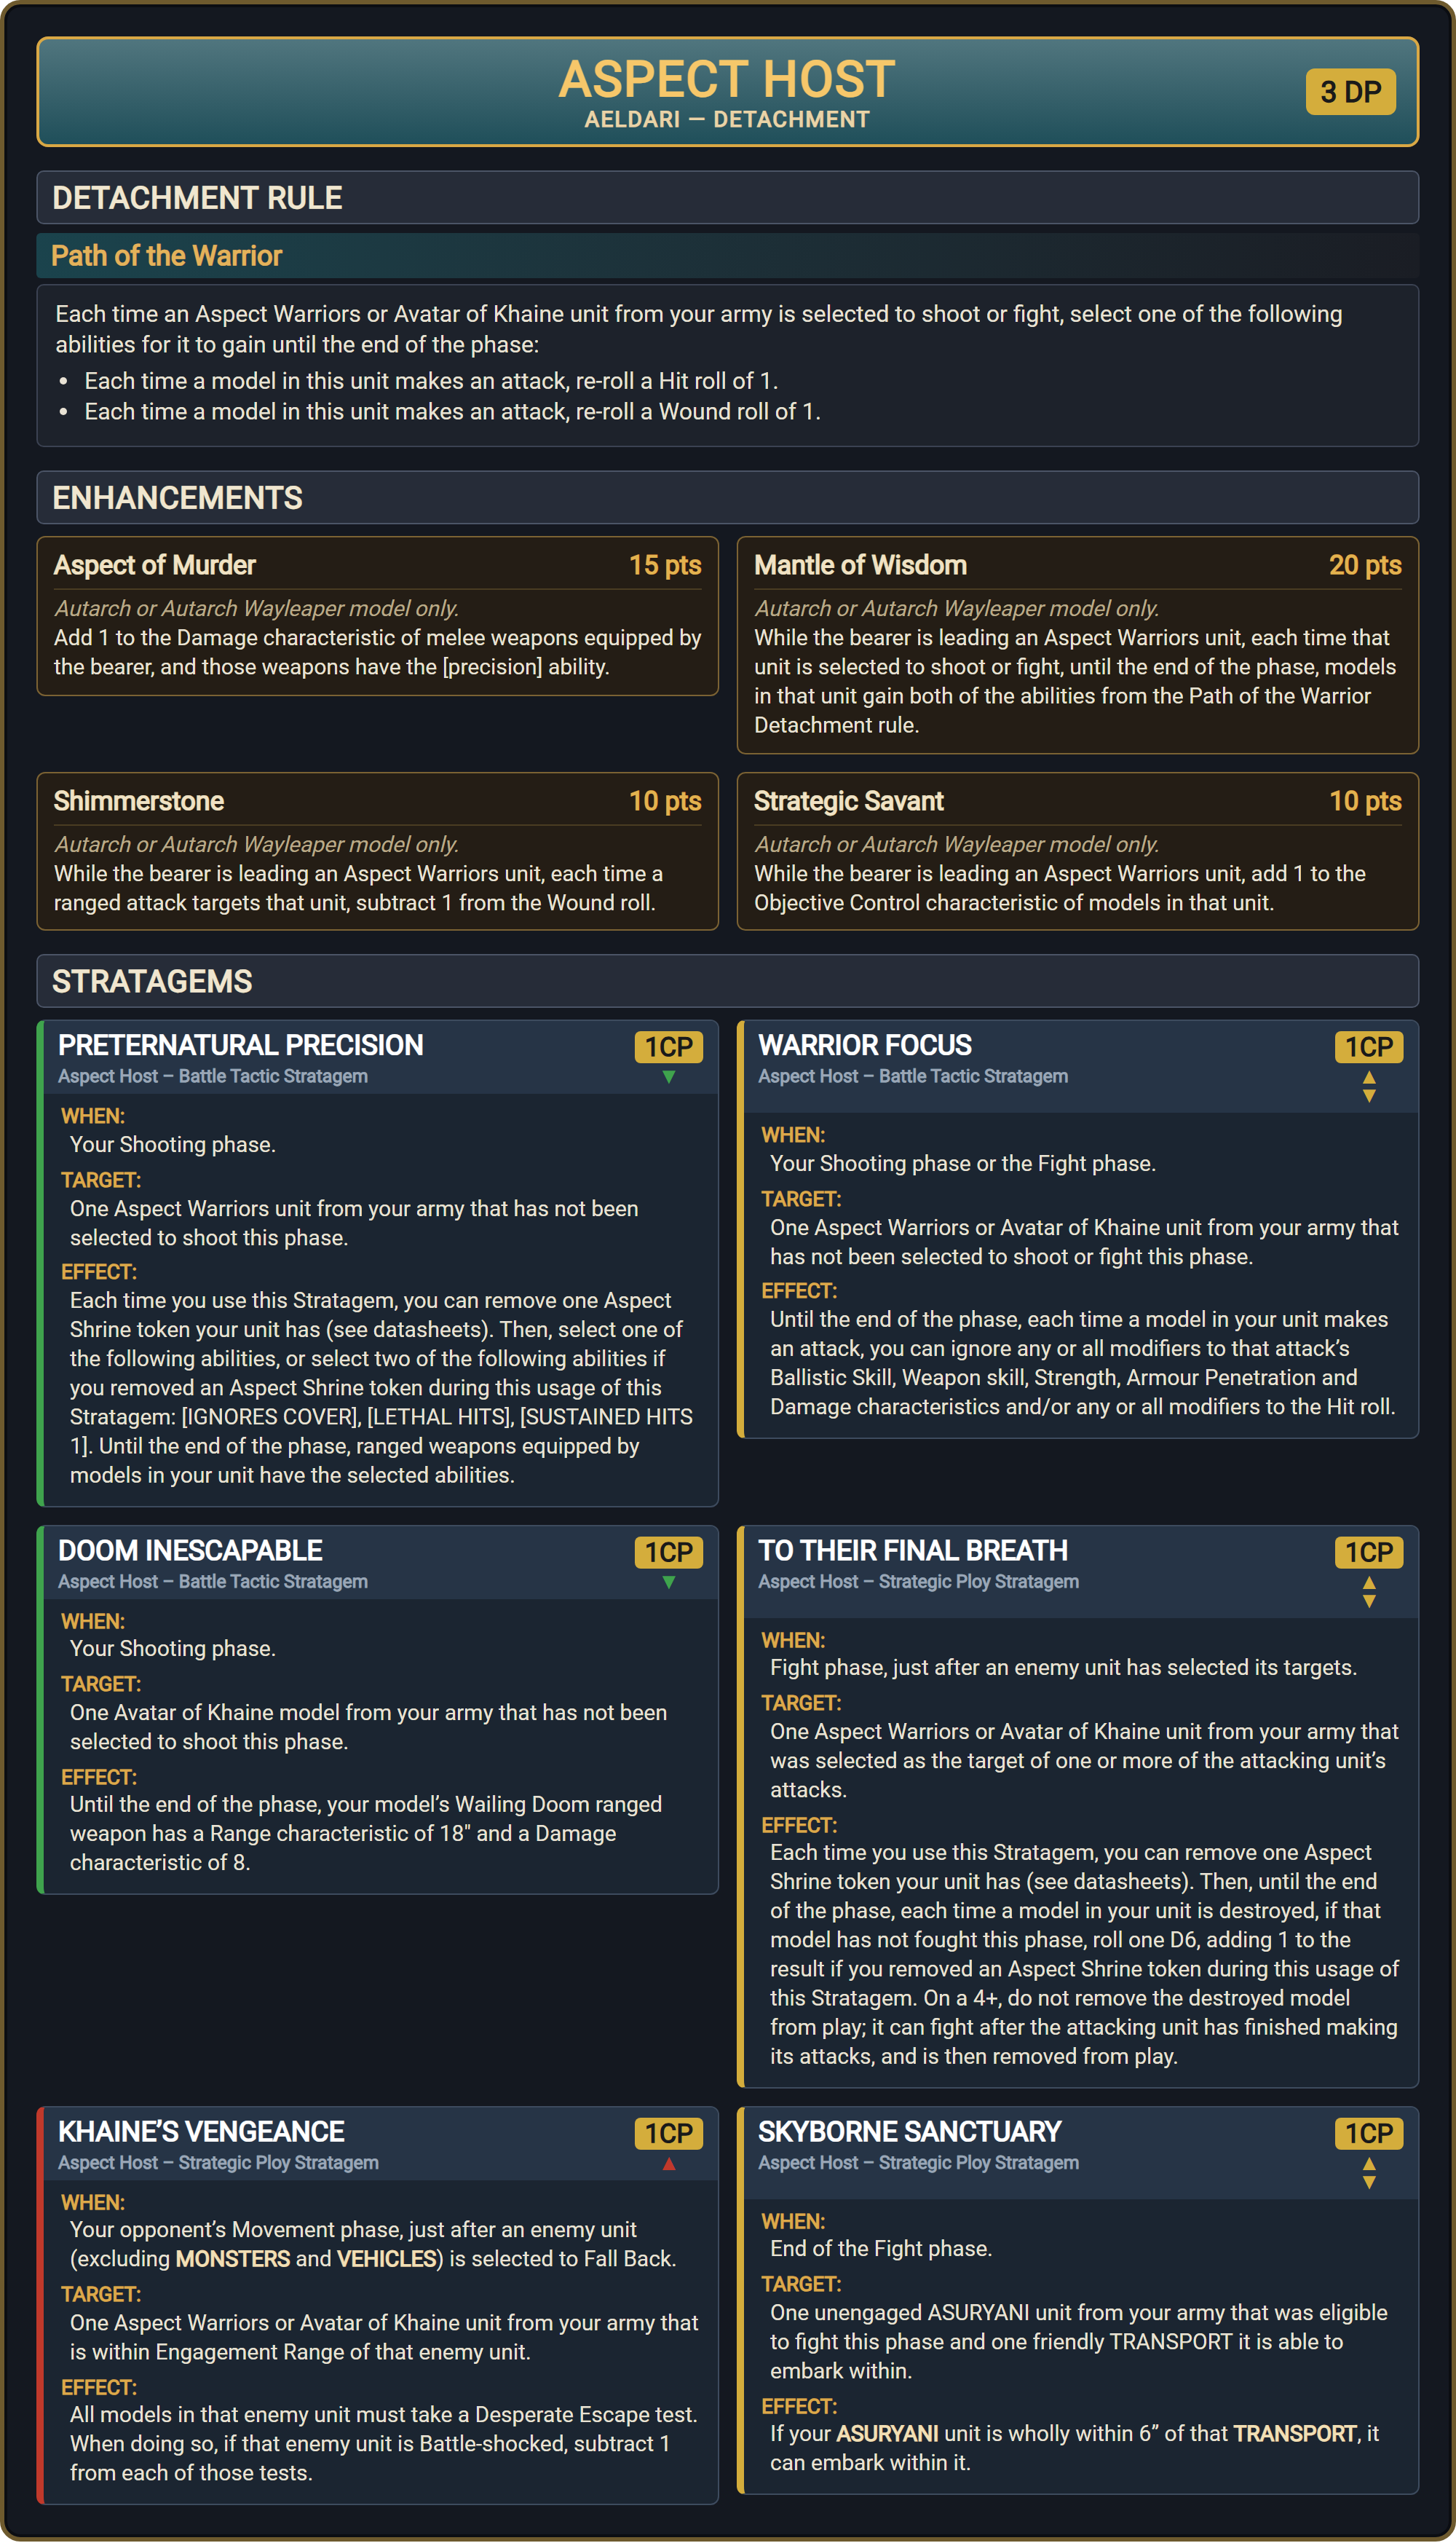 ASPECT HOST
AELDARI — DETACHMENT
3 DP
DETACHMENT RULE
Path of the Warrior
Each time an Aspect Warriors or Avatar of Khaine unit from your army is selected to shoot or fight, select one of the following
abilities for it to gain until the end of the phase:
• Each time a model in this unit makes an attack, re-roll a Hit roll of 1.
• Each time a model in this unit makes an attack, re-roll a Wound roll of 1.
ENHANCEMENTS
Aspect of Murder 15 pts
Autarch or Autarch Wayleaper model only.
Add 1 to the Damage characteristic of melee weapons equipped by
the bearer, and those weapons have the [precision] ability.
Mantle of Wisdom 20 pts
Autarch or Autarch Wayleaper model only.
While the bearer is leading an Aspect Warriors unit, each time that
unit is selected to shoot or fight, until the end of the phase, models
in that unit gain both of the abilities from the Path of the Warrior
Detachment rule.
Shimmerstone 10 pts
Autarch or Autarch Wayleaper model only.
While the bearer is leading an Aspect Warriors unit, each time a
ranged attack targets that unit, subtract 1 from the Wound roll.
Strategic Savant 10 pts
Autarch or Autarch Wayleaper model only.
While the bearer is leading an Aspect Warriors unit, add 1 to the
Objective Control characteristic of models in that unit.
STRATAGEMS
PRETERNATURAL PRECISION 1CP
Aspect Host – Battle Tactic Stratagem ▼
WHEN:
Your Shooting phase.
TARGET:
One Aspect Warriors unit from your army that has not been
selected to shoot this phase.
EFFECT:
Each time you use this Stratagem, you can remove one Aspect
Shrine token your unit has (see datasheets). Then, select one of
the following abilities, or select two of the following abilities if
you removed an Aspect Shrine token during this usage of this
Stratagem: [IGNORES COVER], [LETHAL HITS], [SUSTAINED HITS
1]. Until the end of the phase, ranged weapons equipped by
models in your unit have the selected abilities.
WARRIOR FOCUS 1CP
Aspect Host – Battle Tactic Stratagem ▲
▼
WHEN:
Your Shooting phase or the Fight phase.
TARGET:
One Aspect Warriors or Avatar of Khaine unit from your army that
has not been selected to shoot or fight this phase.
EFFECT:
Until the end of the phase, each time a model in your unit makes
an attack, you can ignore any or all modifiers to that attack’s
Ballistic Skill, Weapon skill, Strength, Armour Penetration and
Damage characteristics and/or any or all modifiers to the Hit roll.
DOOM INESCAPABLE 1CP
Aspect Host – Battle Tactic Stratagem ▼
WHEN:
Your Shooting phase.
TARGET:
One Avatar of Khaine model from your army that has not been
selected to shoot this phase.
EFFECT:
Until the end of the phase, your model’s Wailing Doom ranged
weapon has a Range characteristic of 18" and a Damage
characteristic of 8.
TO THEIR FINAL BREATH 1CP
Aspect Host – Strategic Ploy Stratagem ▲
▼
WHEN:
Fight phase, just after an enemy unit has selected its targets.
TARGET:
One Aspect Warriors or Avatar of Khaine unit from your army that
was selected as the target of one or more of the attacking unit’s
attacks.
EFFECT:
Each time you use this Stratagem, you can remove one Aspect
Shrine token your unit has (see datasheets). Then, until the end
of the phase, each time a model in your unit is destroyed, if that
model has not fought this phase, roll one D6, adding 1 to the
result if you removed an Aspect Shrine token during this usage of
this Stratagem. On a 4+, do not remove the destroyed model
from play; it can fight after the attacking unit has finished making
its attacks, and is then removed from play.
KHAINE’S VENGEANCE 1CP
Aspect Host – Strategic Ploy Stratagem ▲
WHEN:
Your opponent’s Movement phase, just after an enemy unit
(excluding MONSTERS and VEHICLES) is selected to Fall Back.
TARGET:
One Aspect Warriors or Avatar of Khaine unit from your army that
is within Engagement Range of that enemy unit.
EFFECT:
All models in that enemy unit must take a Desperate Escape test.
When doing so, if that enemy unit is Battle-shocked, subtract 1
from each of those tests.
SKYBORNE SANCTUARY 1CP
Aspect Host – Strategic Ploy Stratagem ▲
▼
WHEN:
End of the Fight phase.
TARGET:
One unengaged ASURYANI unit from your army that was eligible
to fight this phase and one friendly TRANSPORT it is able to
embark within.
EFFECT:
If your ASURYANI unit is wholly within 6” of that TRANSPORT, it
can embark within it.